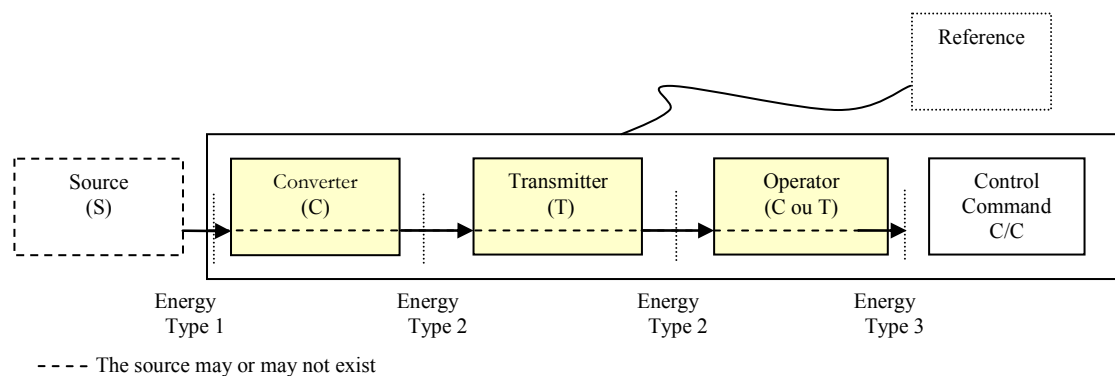 Reference
Source
(S)
Converter
(C)
Transmitter
(T)
Operator
(C ou T)
Control
Command
C/C
Energy
Type 1
Energy
Type 2
Energy
Type 2
Energy
Type 3
The source may or may not exist